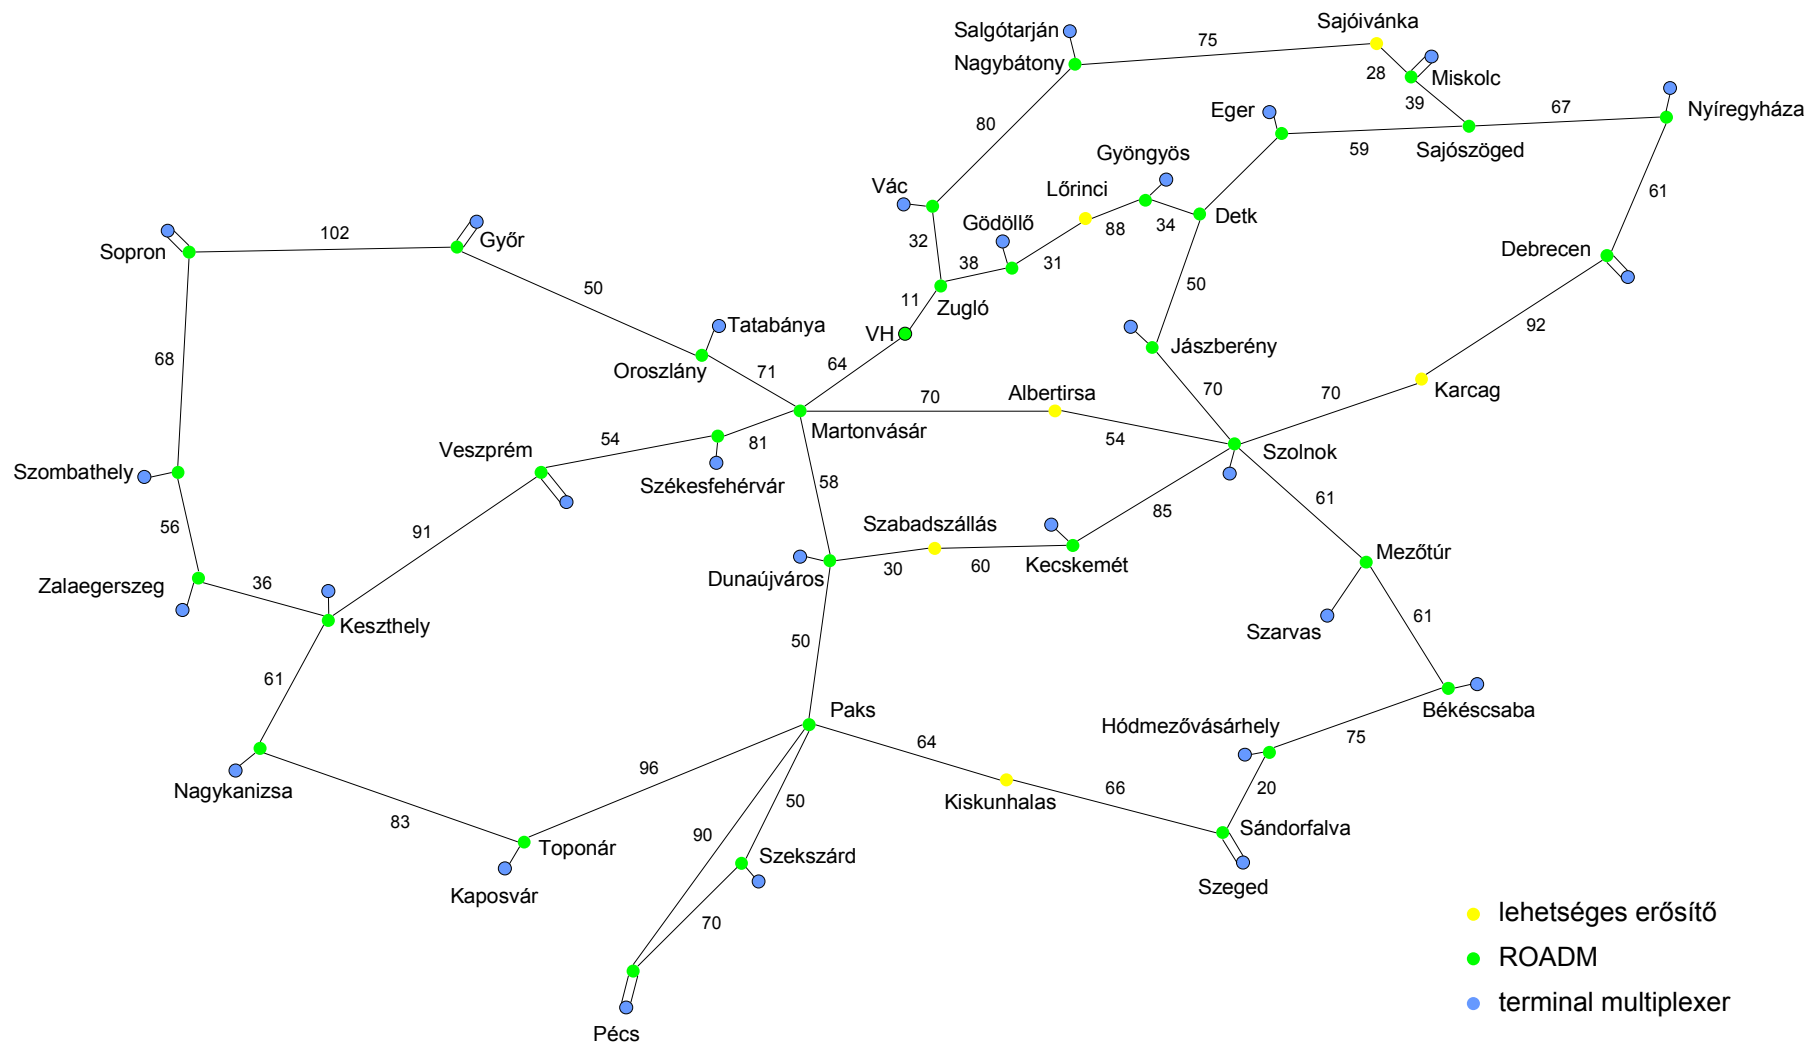 Sajóivánka
Salgótarján
75
Nagybátony
28
Miskolc
39
67
Nyíregyháza
Eger
80
59
Sajószöged
Gyöngyös
Vác
Lőrinci
61
Gödöllő
88
34
Detk
102
Győr
32
Debrecen
Sopron
38
31
50
50
11
Zugló
Tatabánya
VH
92
Jászberény
68
Oroszlány
71
64
70
Albertirsa
70
70
Karcag
Martonvásár
54
Veszprém
54
81
Szolnok
Szombathely
Székesfehérvár
58
61
56
91
Szabadszállás
85
Mezőtúr
Zalaegerszeg
36
Dunaújváros
30
60
Kecskemét
Keszthely
Szarvas
61
50
61
Paks
Békéscsaba
Hódmezővásárhely
64
75
96
Nagykanizsa
Kiskunhalas
66
20
50
83
90
Sándorfalva
Toponár
Szekszárd
Kaposvár
Szeged
70
Pécs
lehetséges erősítő
ROADM
terminal multiplexer